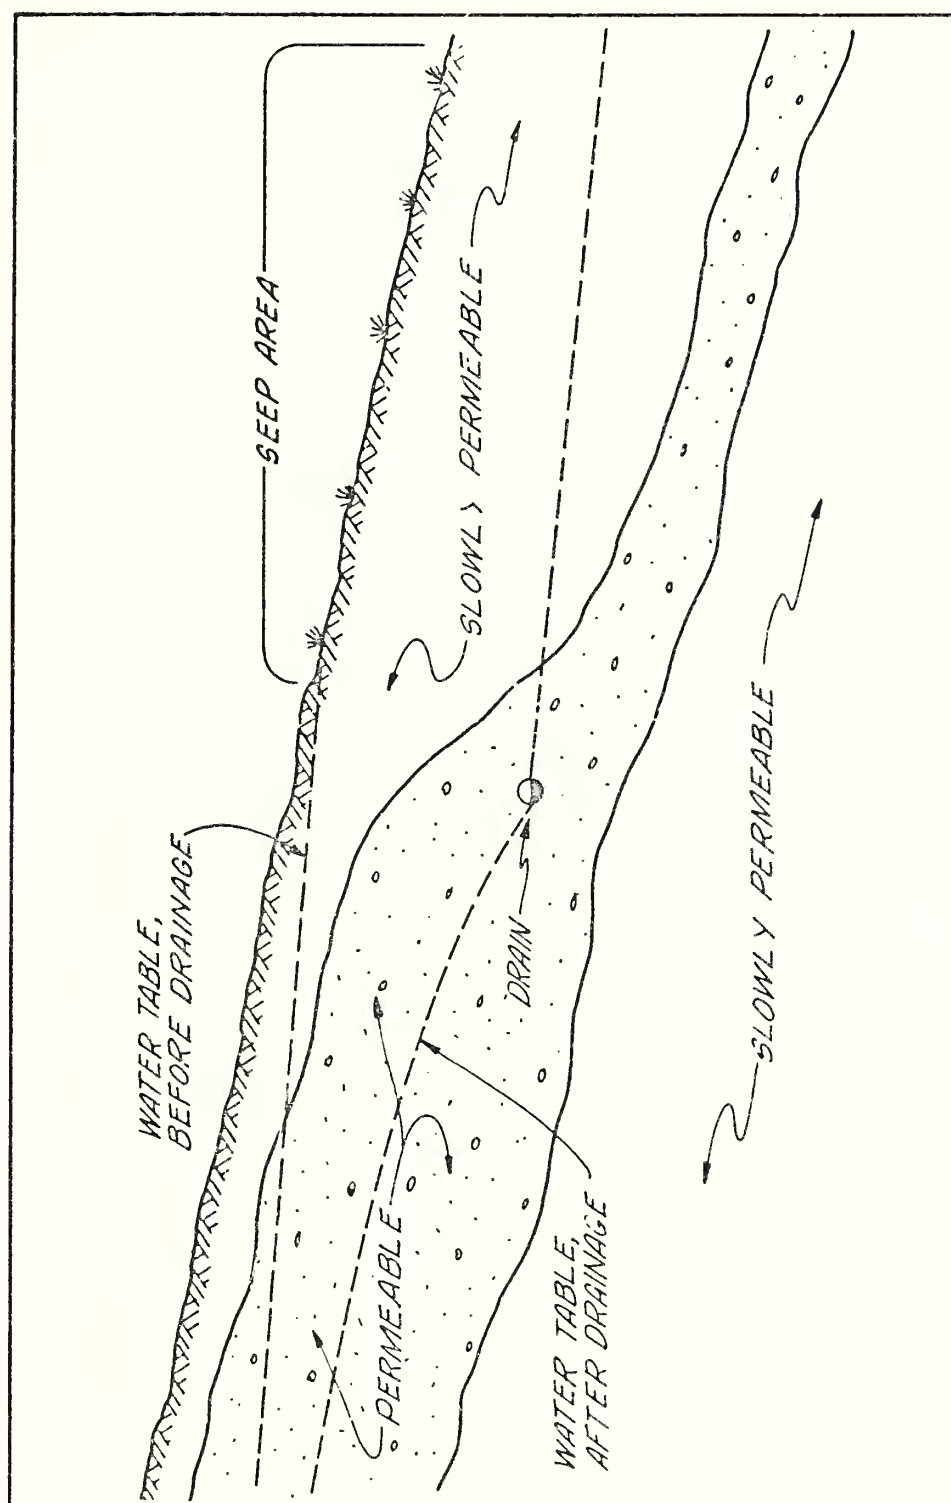 WATER TABLE,
BEFORE DRAINAGE
SEEP AREA
SLOWLY PERMEABLE
PERMEABLE
DRAIN
WATER TABLE,
AFTER DRAINAGE
SLOWLY PERMEABLE